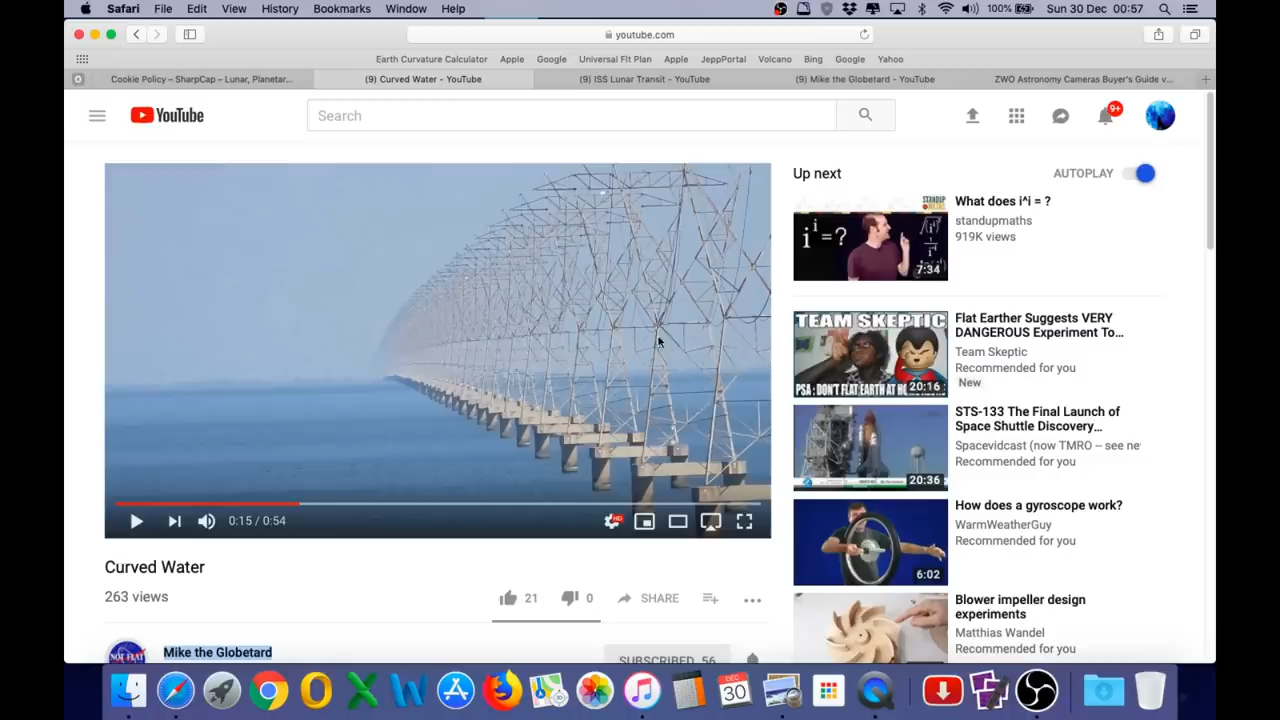 Safari File Edit View History Bookmarks Window Help 100% Sun 30 Dec 00:57
youtube.com
Earth Curvature Calculator Apple Google Universal Flt Plan Apple JeppPortal Volcano Bing Google Yahoo
Cookie Policy – SharpCap – Lunar, Planetar... (9) Curved Water - YouTube (9) ISS Lunar Transit - YouTube (9) Mike the Globetard - YouTube ZWO Astronomy Cameras Buyer's Guide v...
YouTube
Search
9+
Up next
AUTOPLAY
STANDUP
i^i =?
7:34
What does i^i = ?
standupmaths
919K views
TEAM SKEPTIC
20:16
Flat Earther Suggests VERY
DANGEROUS Experiment To...
Team Skeptic
Recommended for you
New
20:36
STS-133 The Final Launch of
Space Shuttle Discovery...
Spacevidcast (now TMRO -- see ne
Recommended for you
6:02
How does a gyroscope work?
WarmWeatherGuy
Recommended for you
Blower impeller design
experiments
Matthias Wandel
Recommended for you
0:15 / 0:54
HD
Curved Water
263 views
21 0 SHARE
NOT FLAT
Mike the Globetard
SUBSCRIBED 56
DEC
30